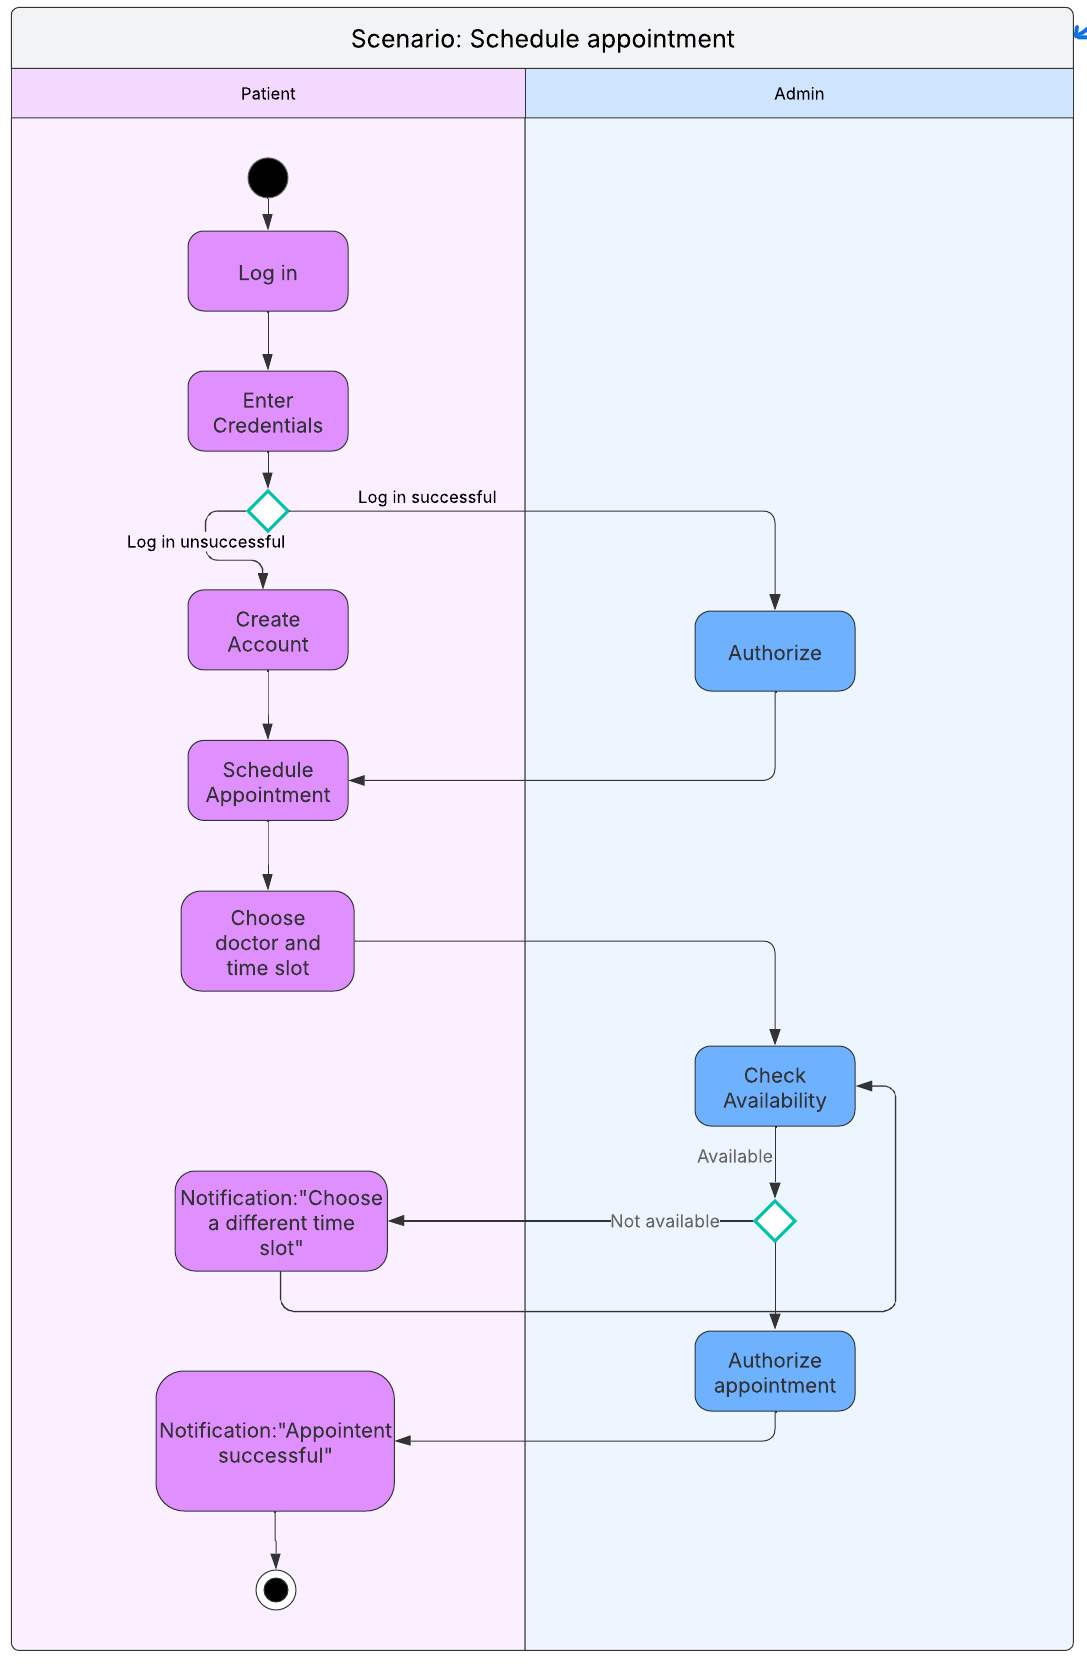 Scenario: Schedule appointment
Patient
Admin
Log in
Enter
Credentials
Log in successful
Log in unsuccessful
Create
Account
Authorize
Schedule
Appointment
Choose
doctor and
time slot
Check
Availability
Available
Notification:"Choose
a different time
slot"
Not available
Authorize
appointment
Notification:"Appointent
successful"